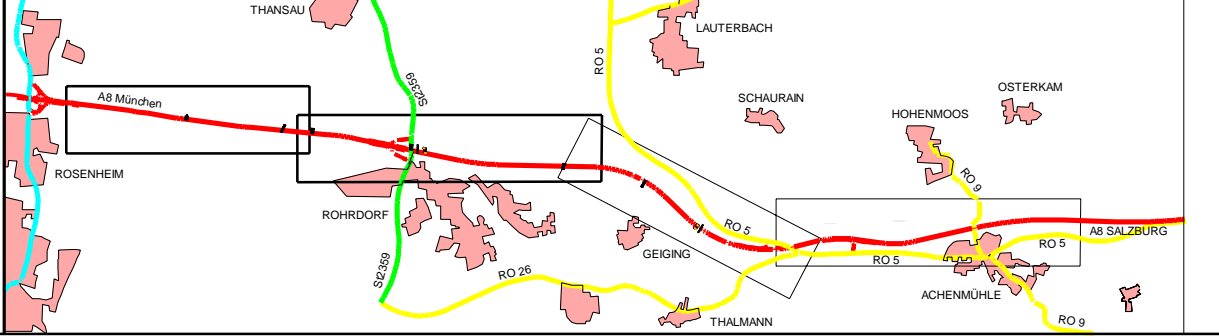 THANSAU
LAUTERBACH
RO 5
St2359
A8 München
SCHAURAIN
OSTERKAM
HOHENMOOS
ROSENHEIM
RO 9
ROHRDORF
RO 5
A8 SALZBURG
GEIGING
RO 5
RO 5
St2359
RO 26
ACHENMÜHLE
THALMANN
RO 9